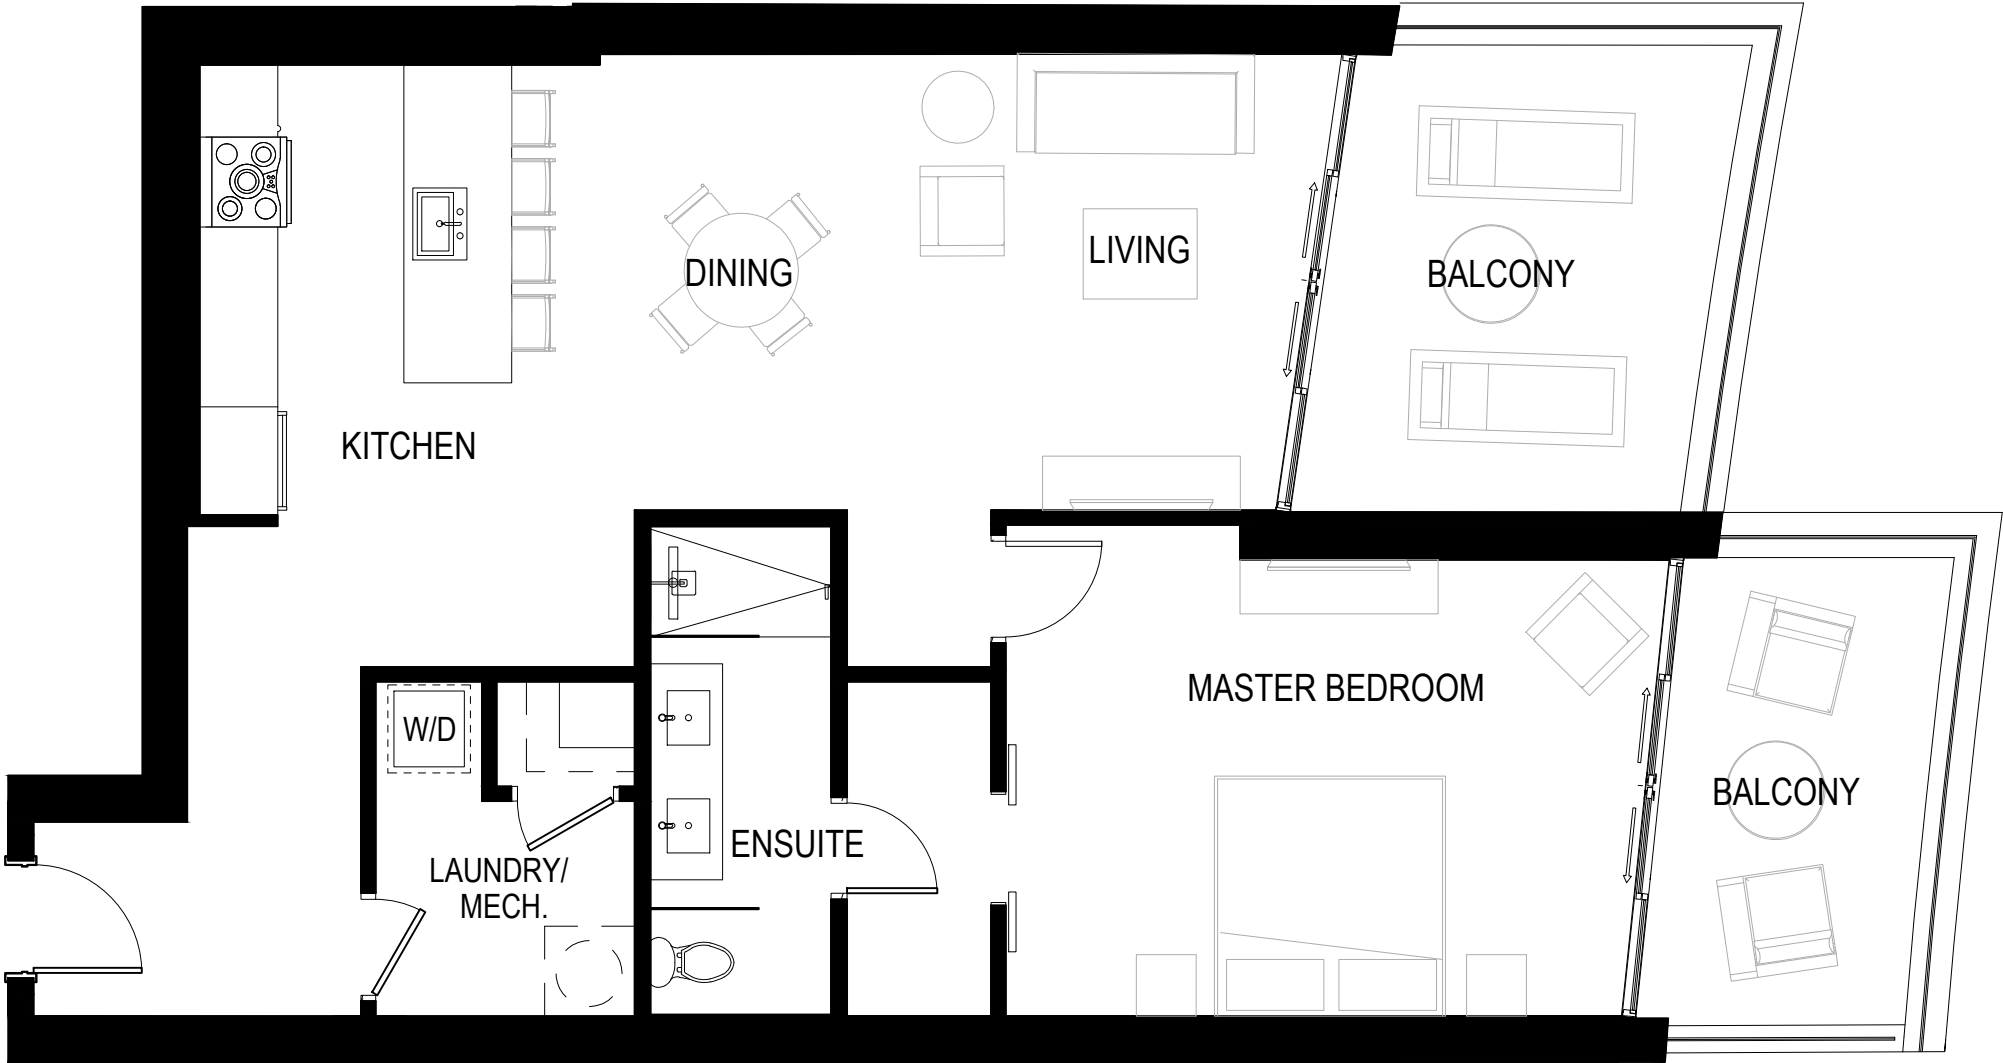 DINING
LIVING
BALCONY
KITCHEN
MASTER BEDROOM
W/D
BALCONY
ENSUITE
LAUNDRY/
MECH.